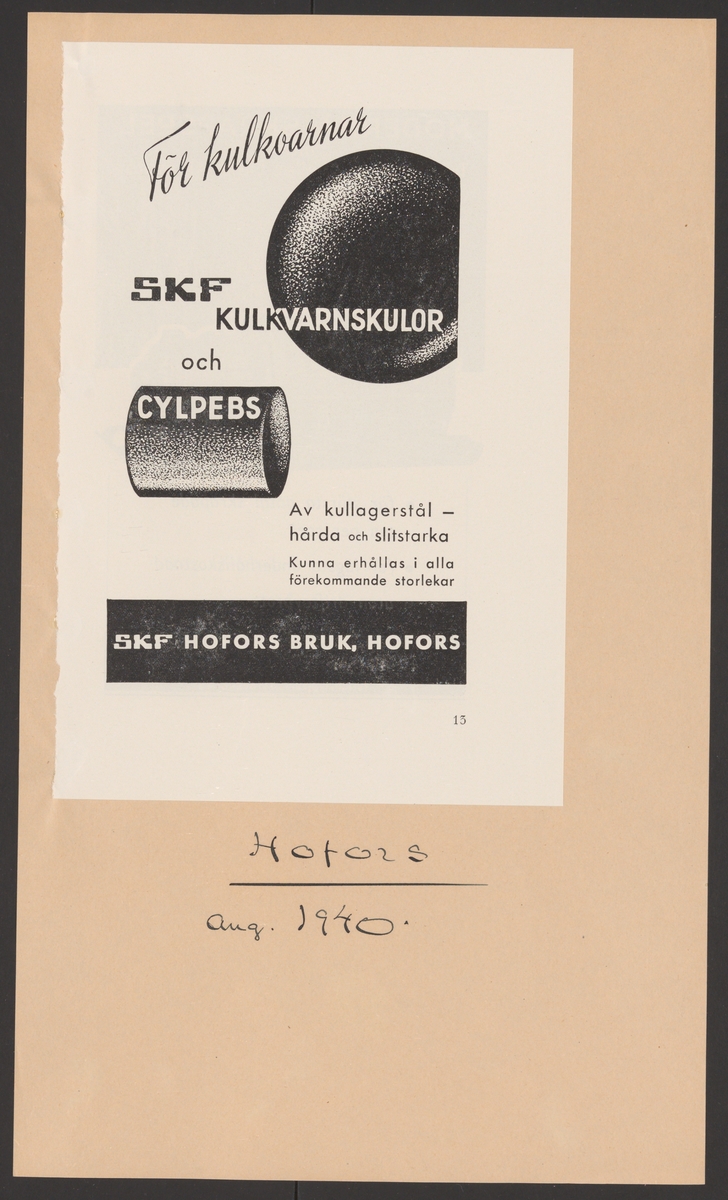 För kulkvarnar
SKF
KULKVARNSKULOR
och
CYLPEBS
Av kullagerstål –
hårda och slitstarka
Kunna erhållas i alla
förekommande storlekar
SKF HOFORS BRUK, HOFORS
13
Hofors
aug. 1940.